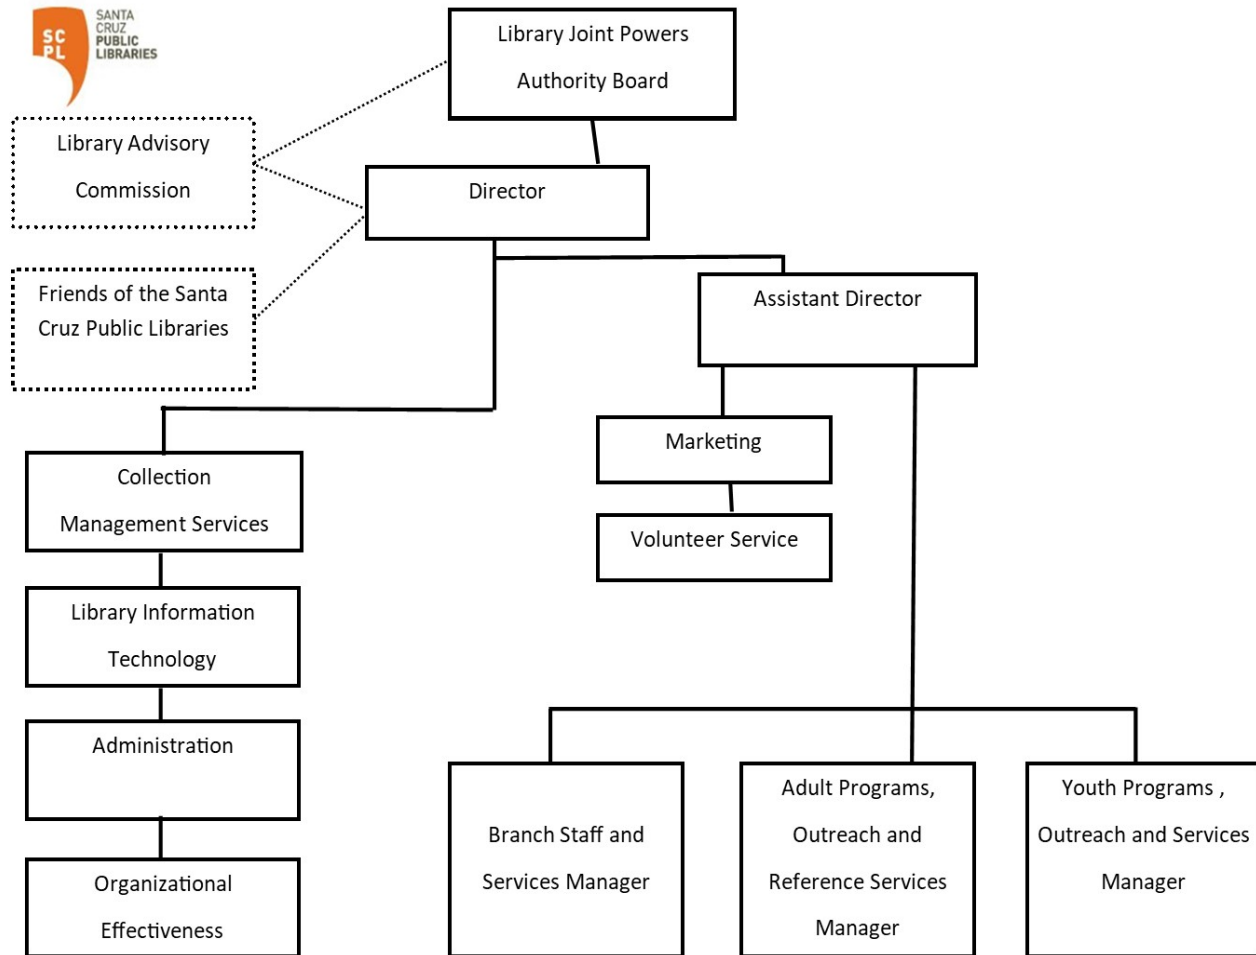 SC
PL
SANTA
CRUZ
PUBLIC
LIBRARIES
Library Joint Powers
Authority Board
Library Advisory
Commission
Director
Friends of the Santa
Cruz Public Libraries
Assistant Director
Marketing
Volunteer Service
Collection
Management Services
Library Information
Technology
Administration
Organizational
Effectiveness
Branch Staff and
Services Manager
Adult Programs,
Outreach and
Reference Services
Manager
Youth Programs ,
Outreach and Services
Manager